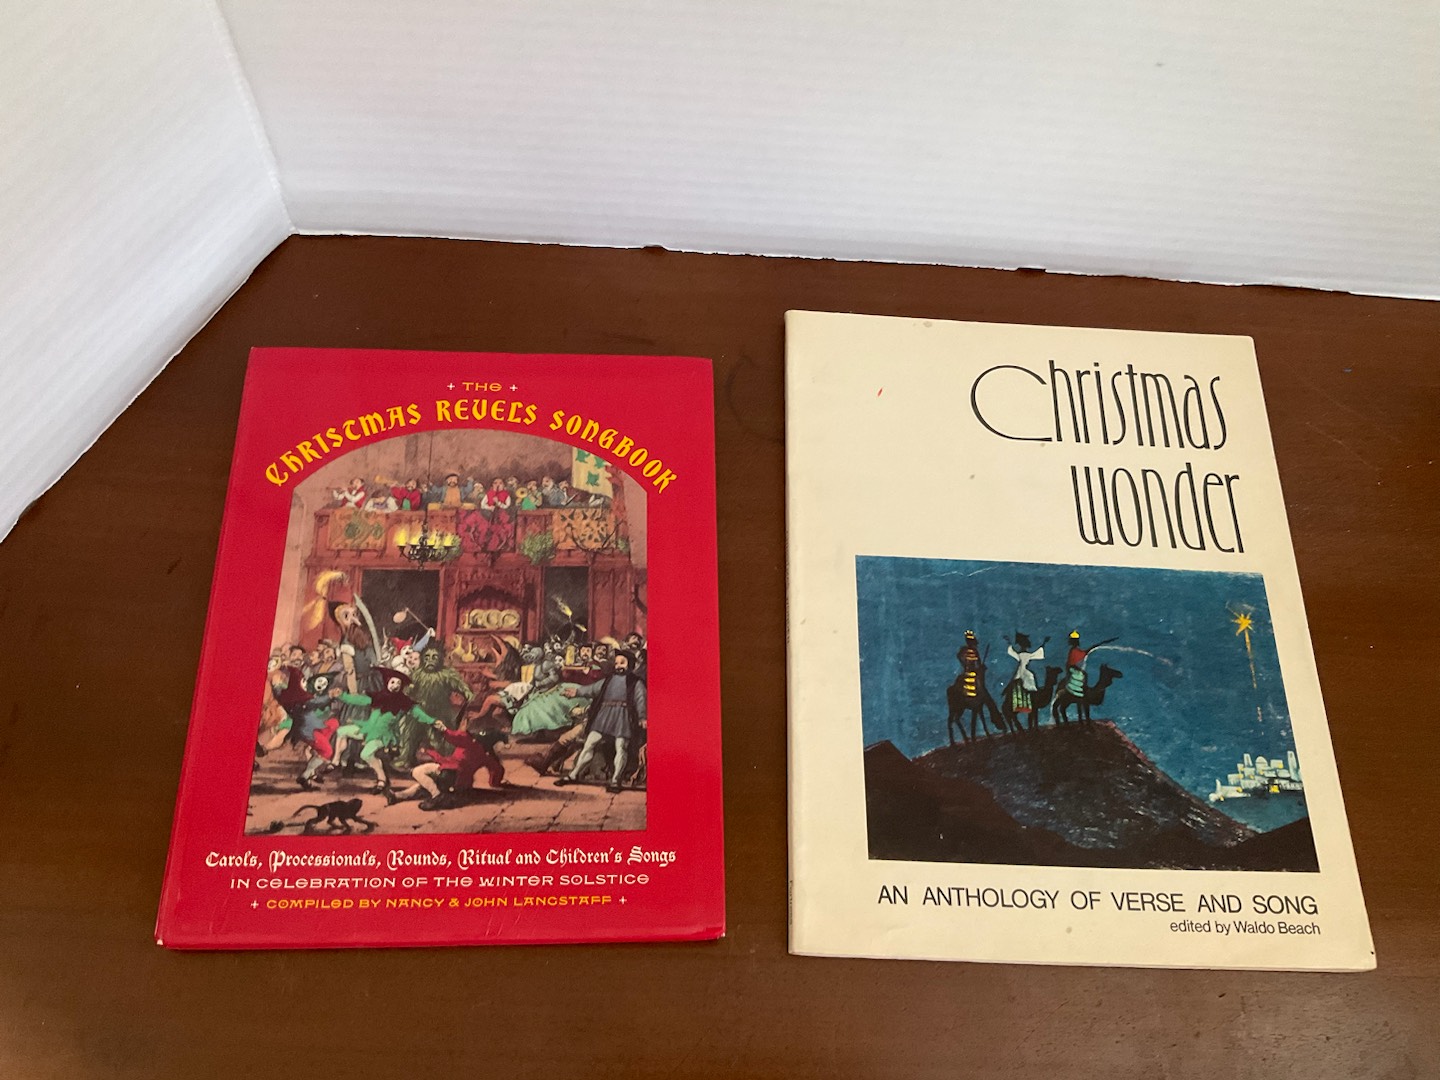 + THE +
CHRISTMAS REVELS SONGBOOK
Carols, Processionals, Rounds, Ritual and Children's Songs
IN CELEBRATION OF THE WINTER SOLSTICE
+ COMPILED BY NANCY & JOHN LANGSTAFF +
Christmas
wonder
AN ANTHOLOGY OF VERSE AND SONG
edited by Waldo Beach